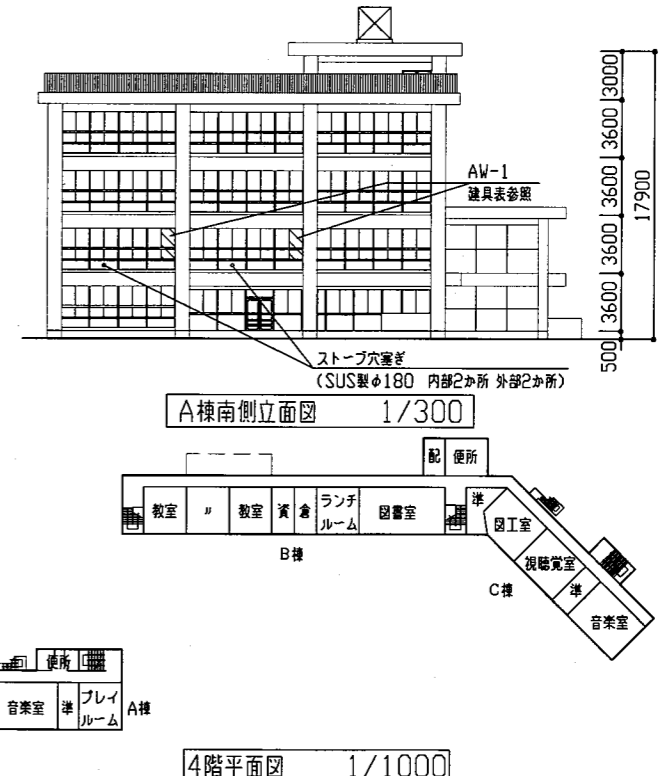 AW-1
建具表参照
3000
3600
3600
3600
3600
500
17900
ストーブ穴塞ぎ
(SUS製φ180 内部2か所 外部2か所)
A棟南側立面図 1/300
配 便所
教室 〃 教室 資 倉 ランチ
ルーム
図書室 準
図工室
視聴覚室
準
音楽室
B棟
C棟
便所
音楽室 準 プレイ
ルーム
A棟
4階平面図 1/1000